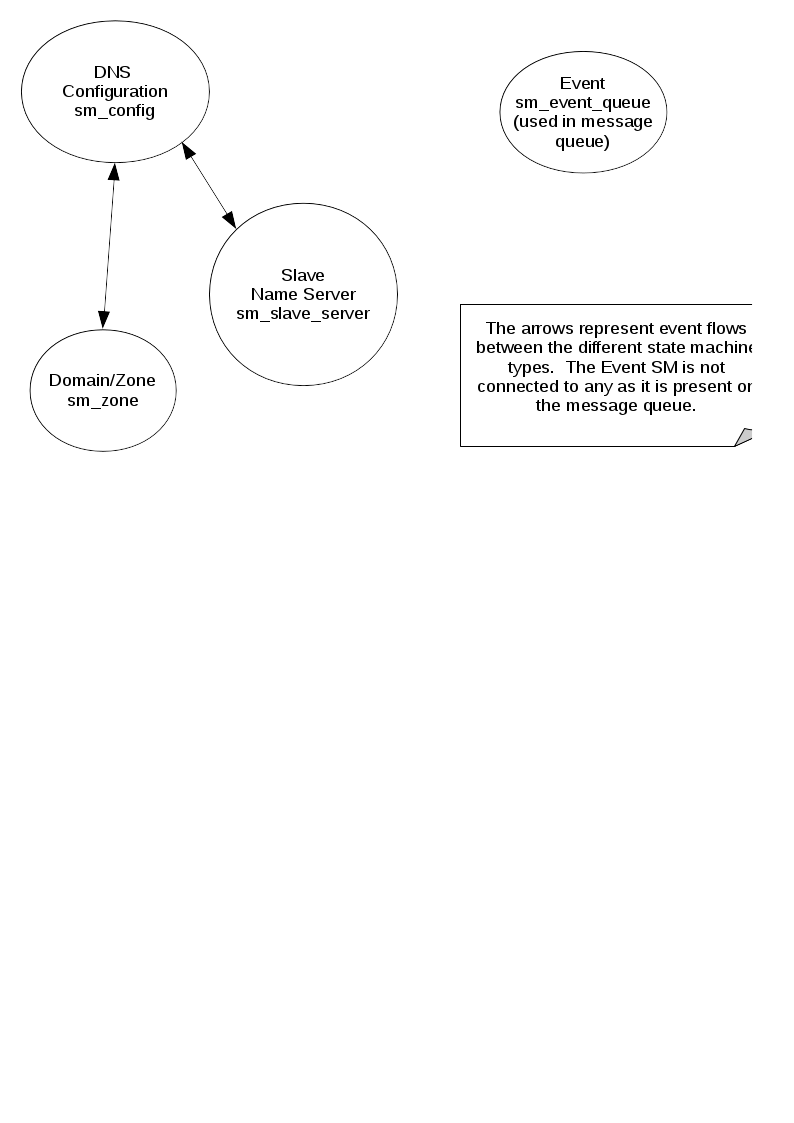 DNS
Configuration
sm_config
Event
sm_event_queue
(used in message
queue)
Slave
Name Server
sm_slave_server
The arrows represent event flows
between the different state machine
types.  The Event SM is not
connected to any as it is present on
the message queue.
Domain/Zone
sm_zone